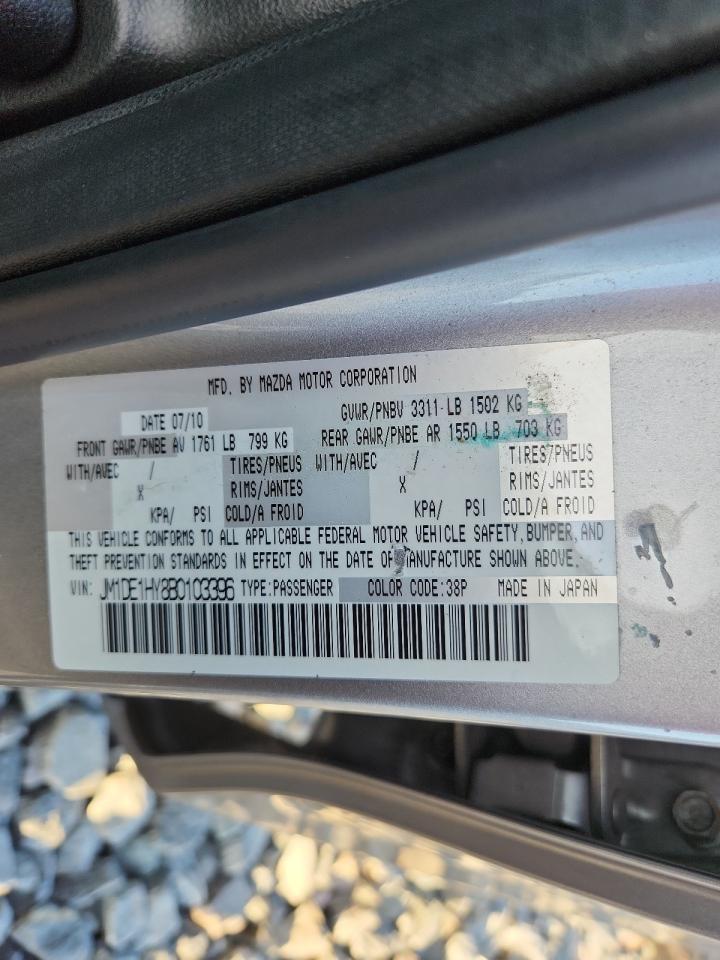 MFD. BY MAZDA MOTOR CORPORATION
DATE 07/10 GVWR/PNBV 3311 LB 1502 KG
FRONT GAWR/PNBE AV 1761 LB 799 KG REAR GAWR/PNBE AR 1550 LB 703 KG
WITH/AVEC / TIRES/PNEUS WITH/AVEC / TIRES/PNEUS
X RIMS/JANTES X RIMS/JANTES
KPA/ PSI COLD/A FROID KPA/ PSI COLD/A FROID
THIS VEHICLE CONFORMS TO ALL APPLICABLE FEDERAL MOTOR VEHICLE SAFETY, BUMPER, AND
THEFT PREVENTION STANDARDS IN EFFECT ON THE DATE OF MANUFACTURE SHOWN ABOVE.
VIN: JM1DE1HY8B0103396 TYPE:PASSENGER COLOR CODE:38P MADE IN JAPAN